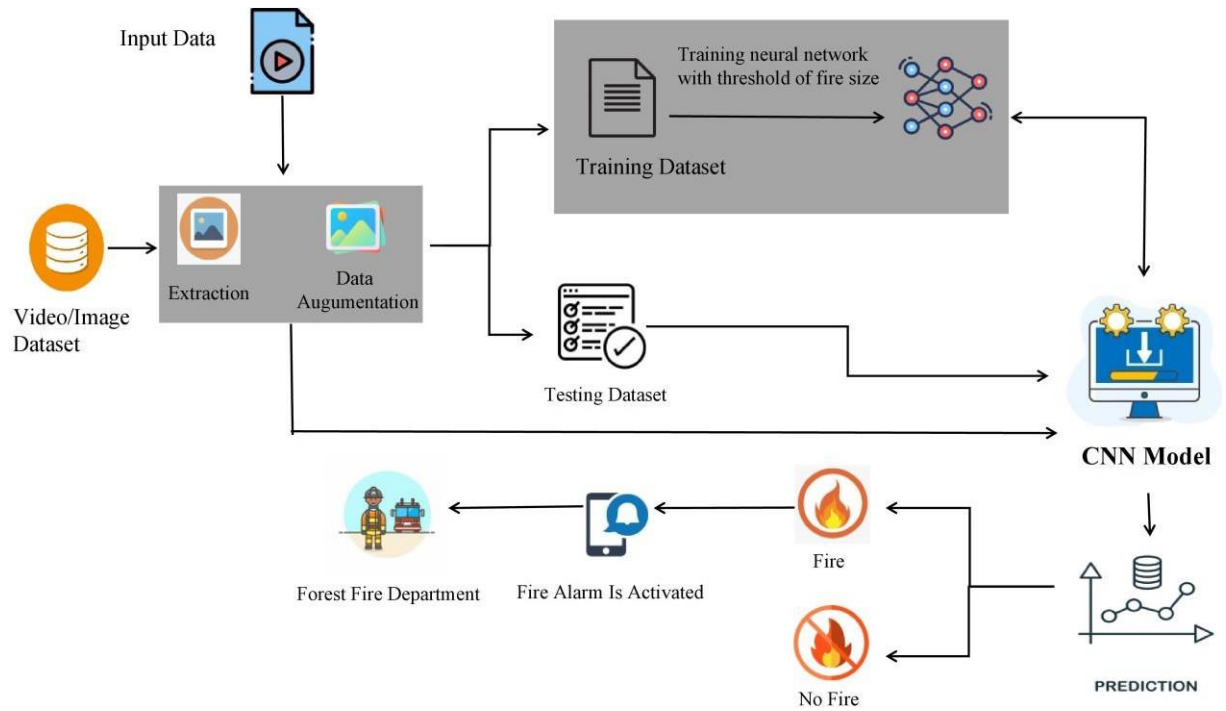 Input Data
Training neural network
with threshold of fire size
Training Dataset
Extraction
Data
Augumentation
Video/Image
Dataset
Testing Dataset
CNN Model
Forest Fire Department
Fire Alarm Is Activated
Fire
No Fire
PREDICTION